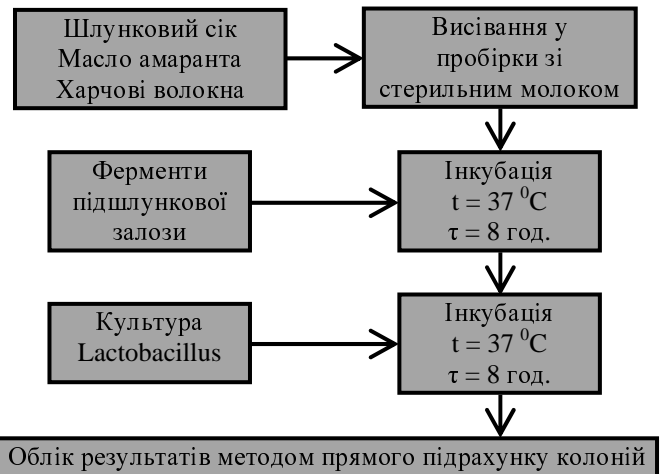 Шлунковий сік
Масло амаранта
Харчові волокна
Висівання у
пробірки зі
стерильним молоком
Ферменти
підшлункової
залози
Інкубація
t = 37 ⁰C
τ = 8 год.
Культура
Lactobacillus
Інкубація
t = 37 ⁰C
τ = 8 год.
Облік результатів методом прямого підрахунку колоній